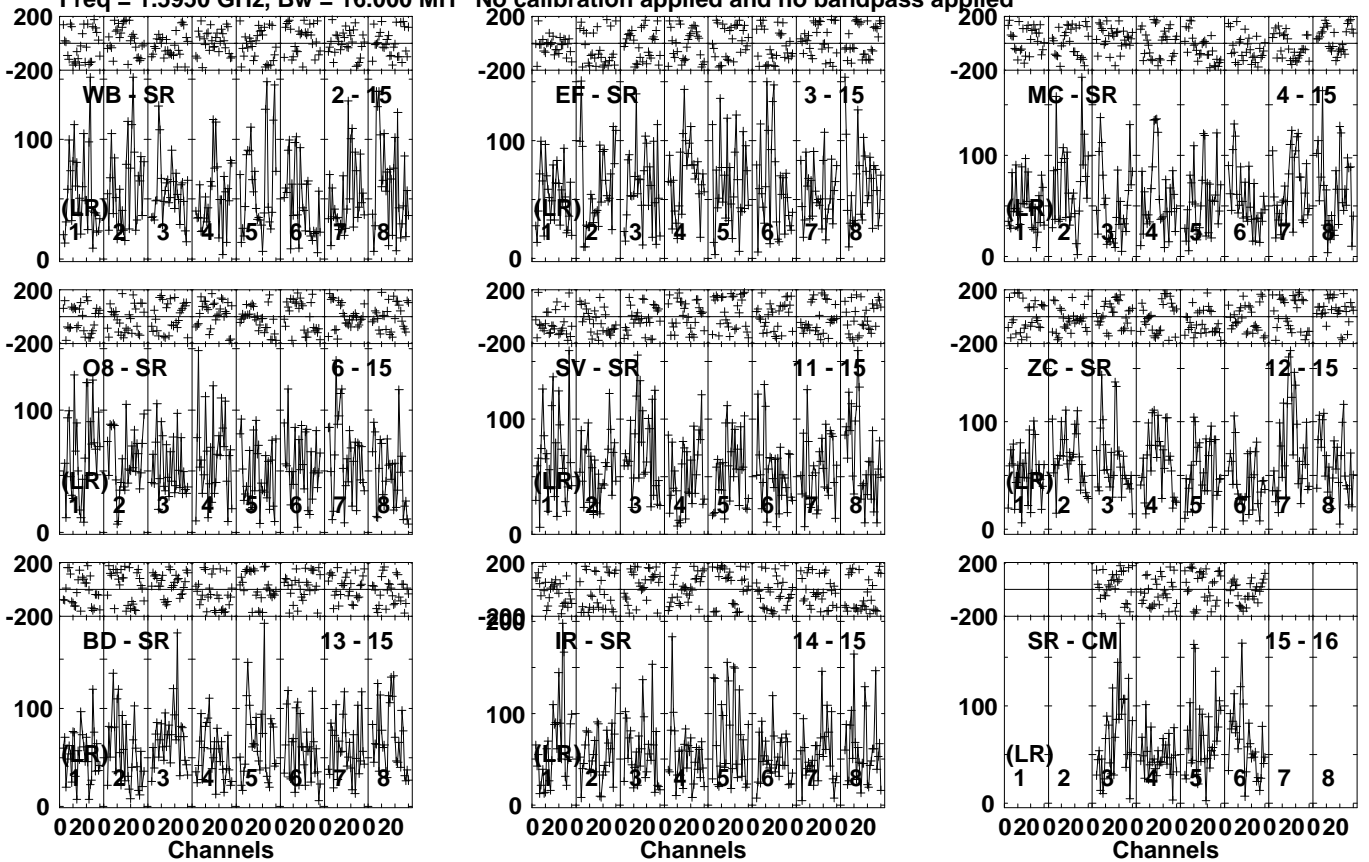 Freq = 1.5950 GHz, Bw = 16.000 MH No calibration applied and no bandpass applied
200 200 200
-200 -200 -200
WB - SR 2 - 15 EF - SR 3 - 15 MC - SR 4 - 15
100 100 100
(LR) (LR) (LR)
1 2 3 4 5 6 7 8 1 2 3 4 5 6 7 8 1 2 3 4 5 6 7 8
0 0 0
200 200 200
-200 -200 -200
O8 - SR 6 - 15 SV - SR 11 - 15 ZC - SR 12 - 15
100 100 100
(LR) (LR) (LR)
1 2 3 4 5 6 7 8 1 2 3 4 5 6 7 8 1 2 3 4 5 6 7 8
0 0 0
200 200 200
-200 -200 -200
200
BD - SR 13 - 15 IR - SR 14 - 15 SR - CM 15 - 16
100 100 100
(LR) (LR) (LR)
1 2 3 4 5 6 7 8 1 2 3 4 5 6 7 8 1 2 3 4 5 6 7 8
0 0 0
0 20 0 20 0 20 0 20 0 20 0 20 0 20 0 20 0 20 0 20 0 20 0 20 0 20 0 20 0 20 0 20 0 20 0 20 0 20 0 20 0 20 0 20 0 20 0 20
Channels Channels Channels